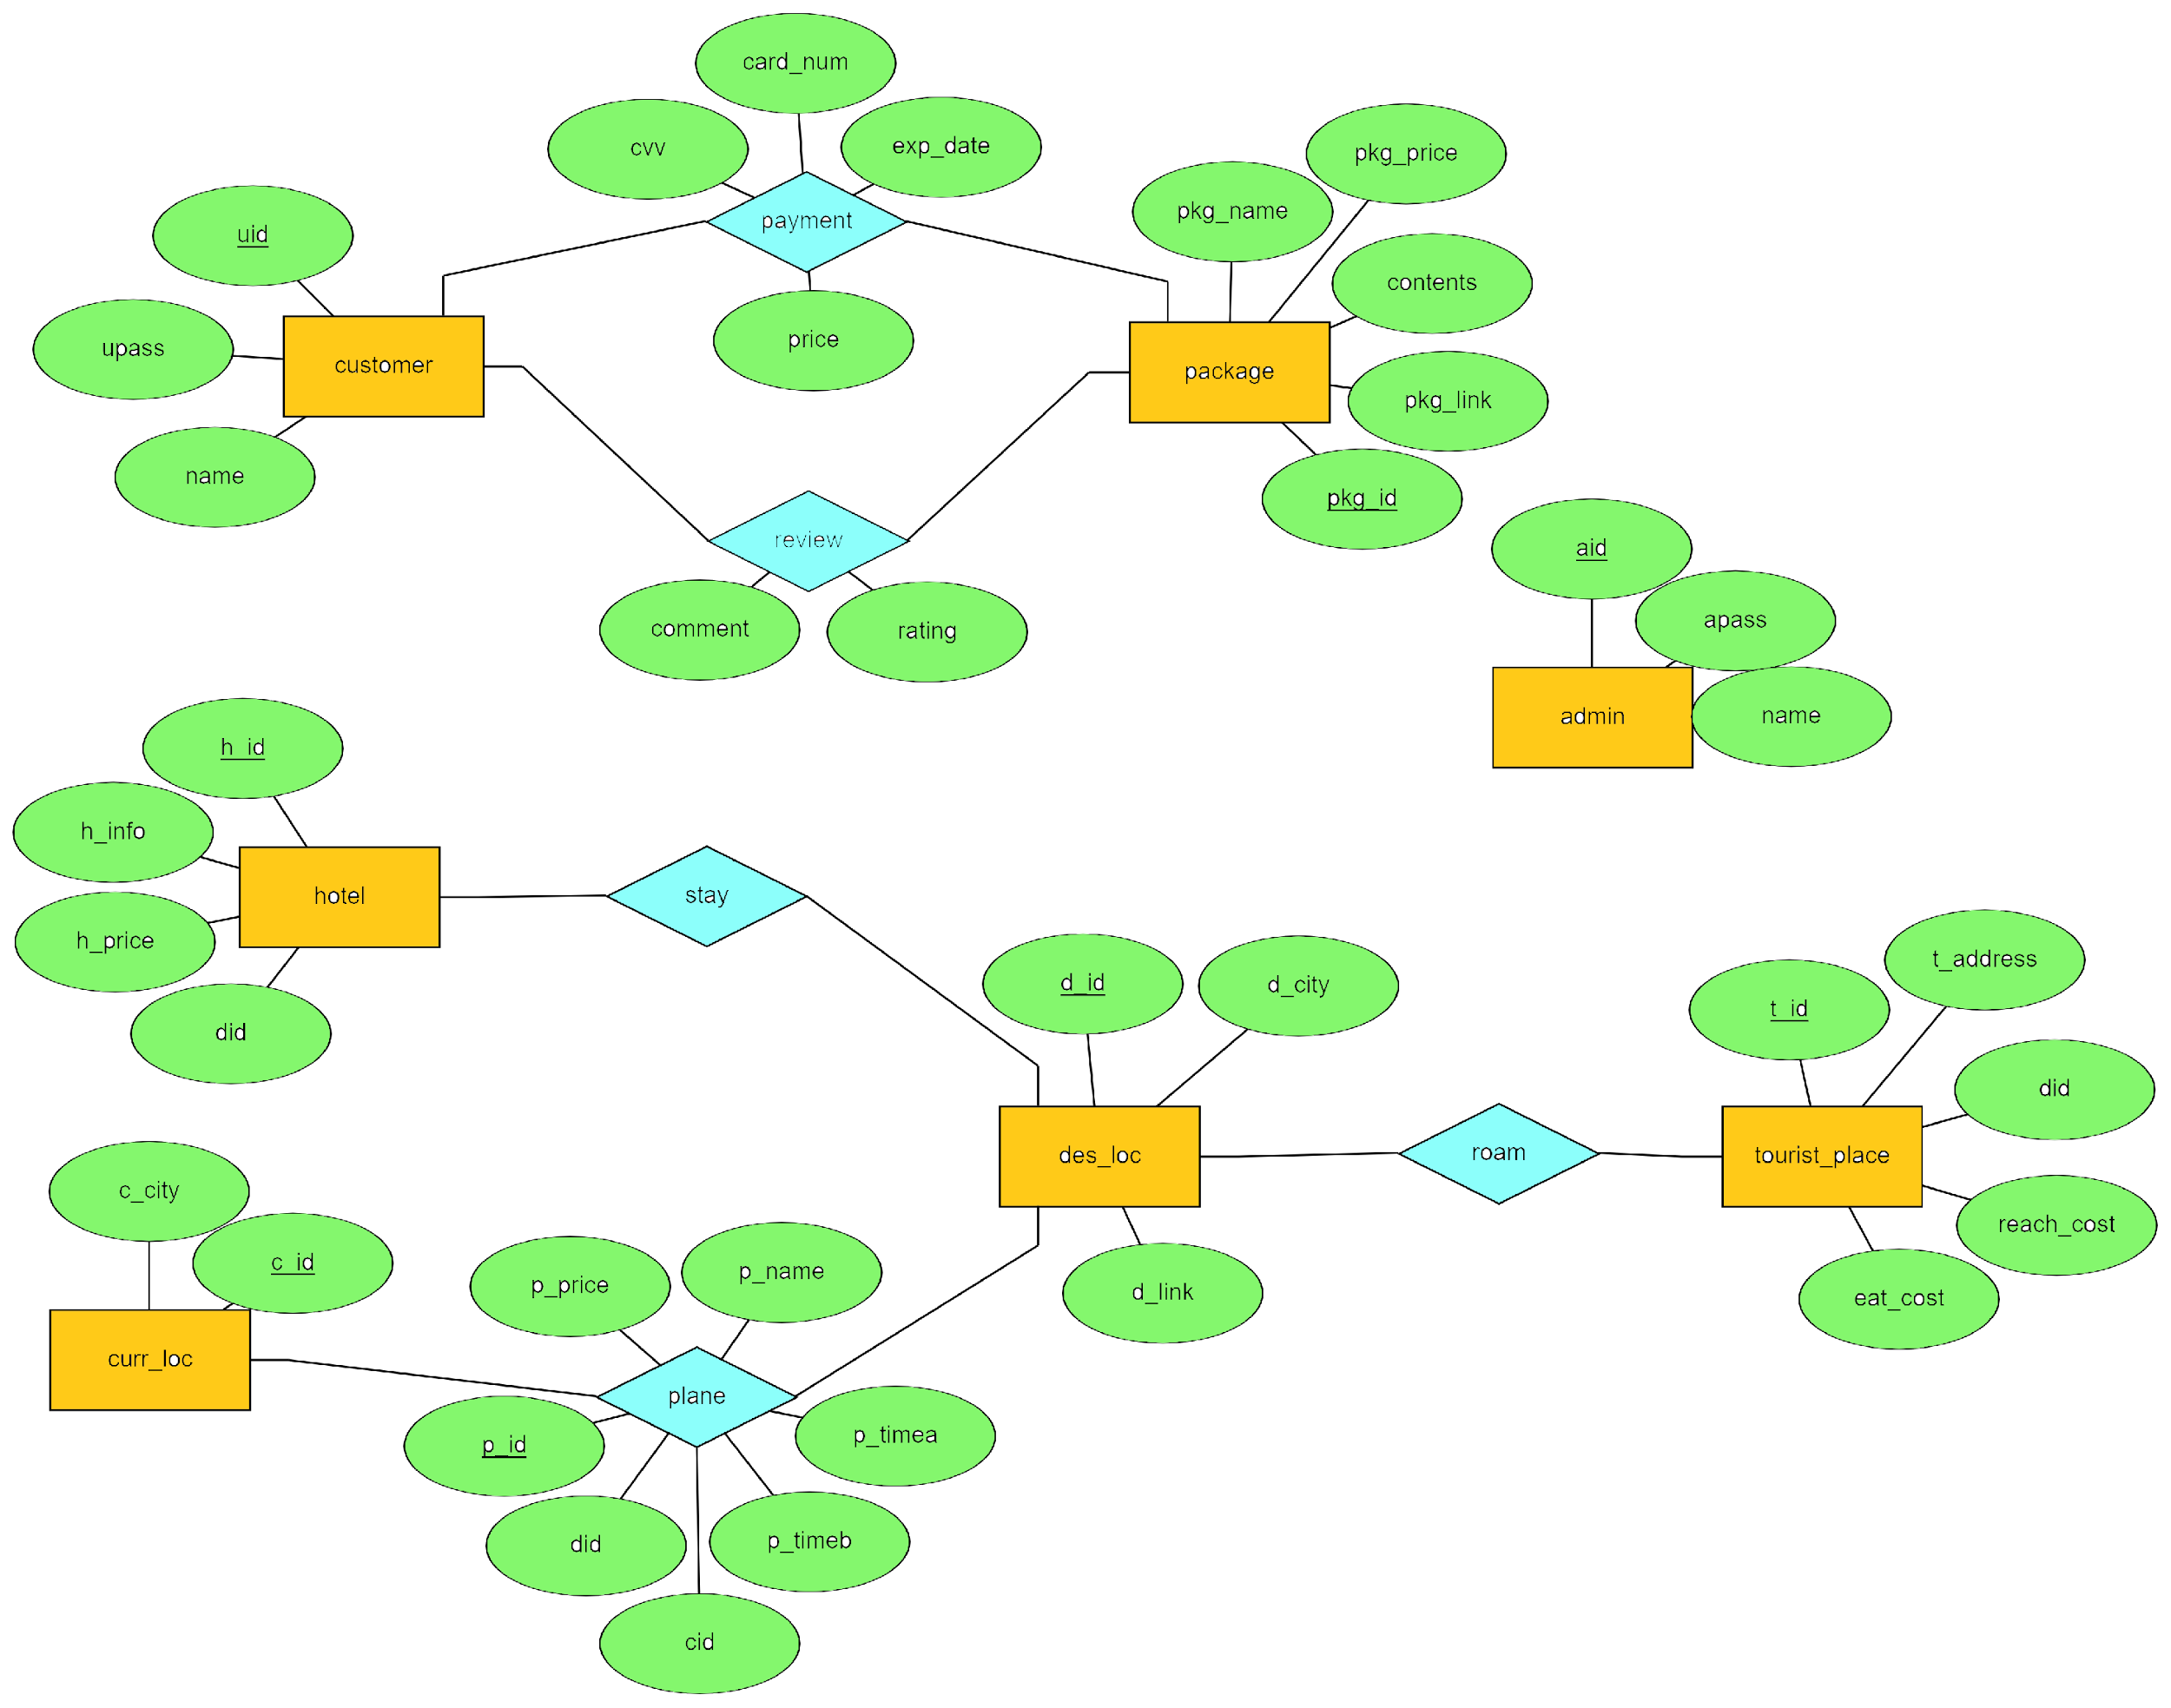 card_num
cvv
exp_date
pkg_price
pkg_name
payment
uid
contents
price
upass
customer
package
pkg_link
name
pkg_id
review
aid
comment
rating
apass
admin
name
h_id
h_info
hotel
stay
h_price
did
d_id
d_city
t_address
t_id
did
des_loc
roam
tourist_place
c_city
reach_cost
c_id
p_price
p_name
d_link
eat_cost
curr_loc
plane
p_id
p_timea
did
p_timeb
cid